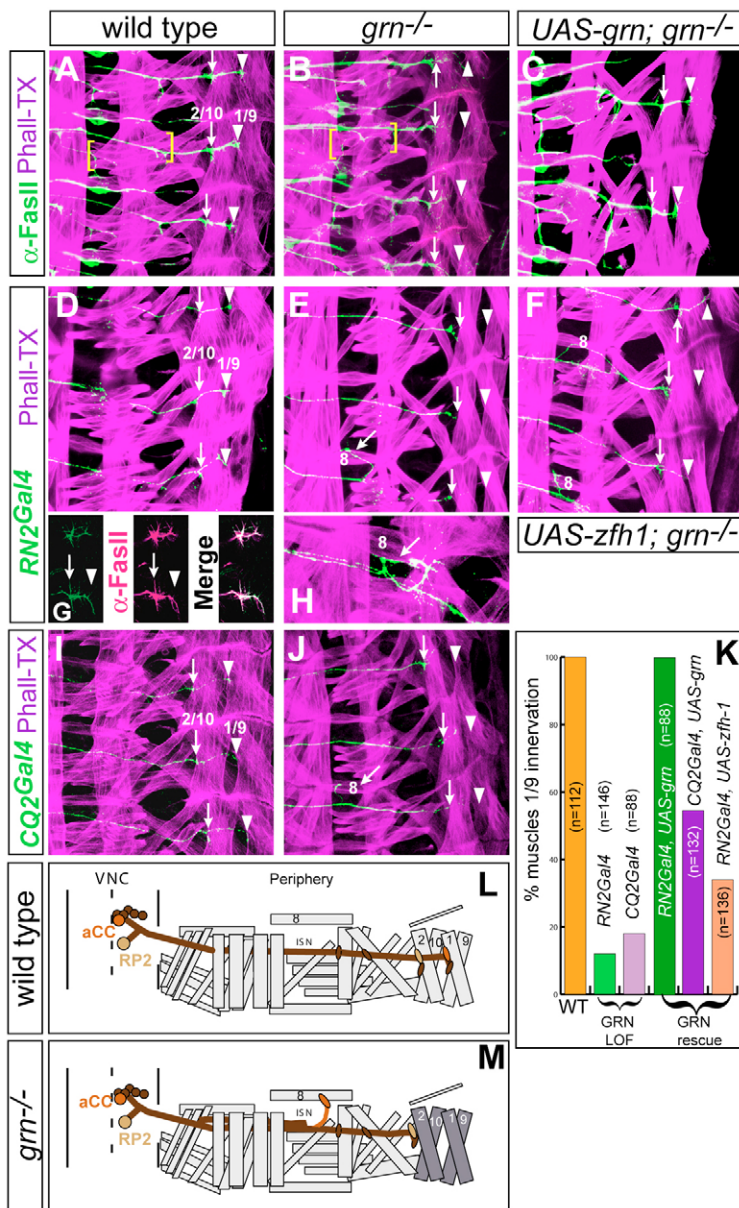 wild type
grn-/-
UAS-grn; grn-/-
α-FasII Phall-TX
A
2/10
1/9
B
C
RN2Gal4 Phall-TX
D
2/10
1/9
E
8
F
8
8
UAS-zfh1; grn-/-
G
α-FasII
Merge
H
8
CQ2Gal4 Phall-TX
I
2/10
1/9
J
8
K
% muscles 1/9 innervation
100
80
60
40
20
0
(n=112)
RN2Gal4 (n=146)
CQ2Gal4 (n=88)
RN2Gal4, UAS-grn (n=88)
CQ2Gal4, UAS-grn
(n=132)
RN2Gal4, UAS-zfh-1
(n=136)
WT
GRN
LOF
GRN
rescue
wild type
L
VNC
Periphery
aCC
RP2
8
ISN
2
10
1
9
grn-/-
M
aCC
RP2
8
ISN
2
10
1
9